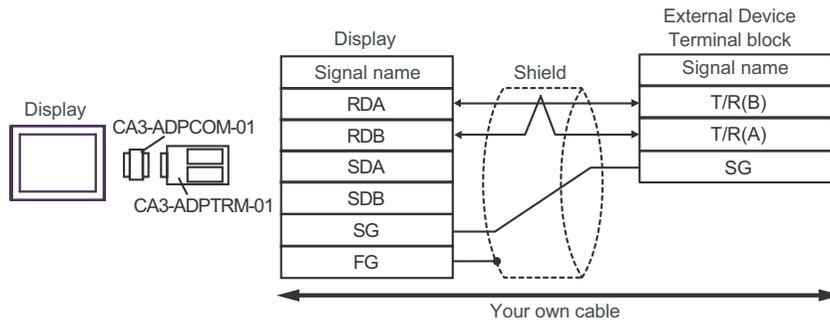 External Device
Terminal block
Display
Signal name
Shield
Signal name
Display
RDA
T/R(B)
CA3-ADPCOM-01
RDB
T/R(A)
SDA
SG
CA3-ADPTRM-01
SDB
SG
FG
Your own cable